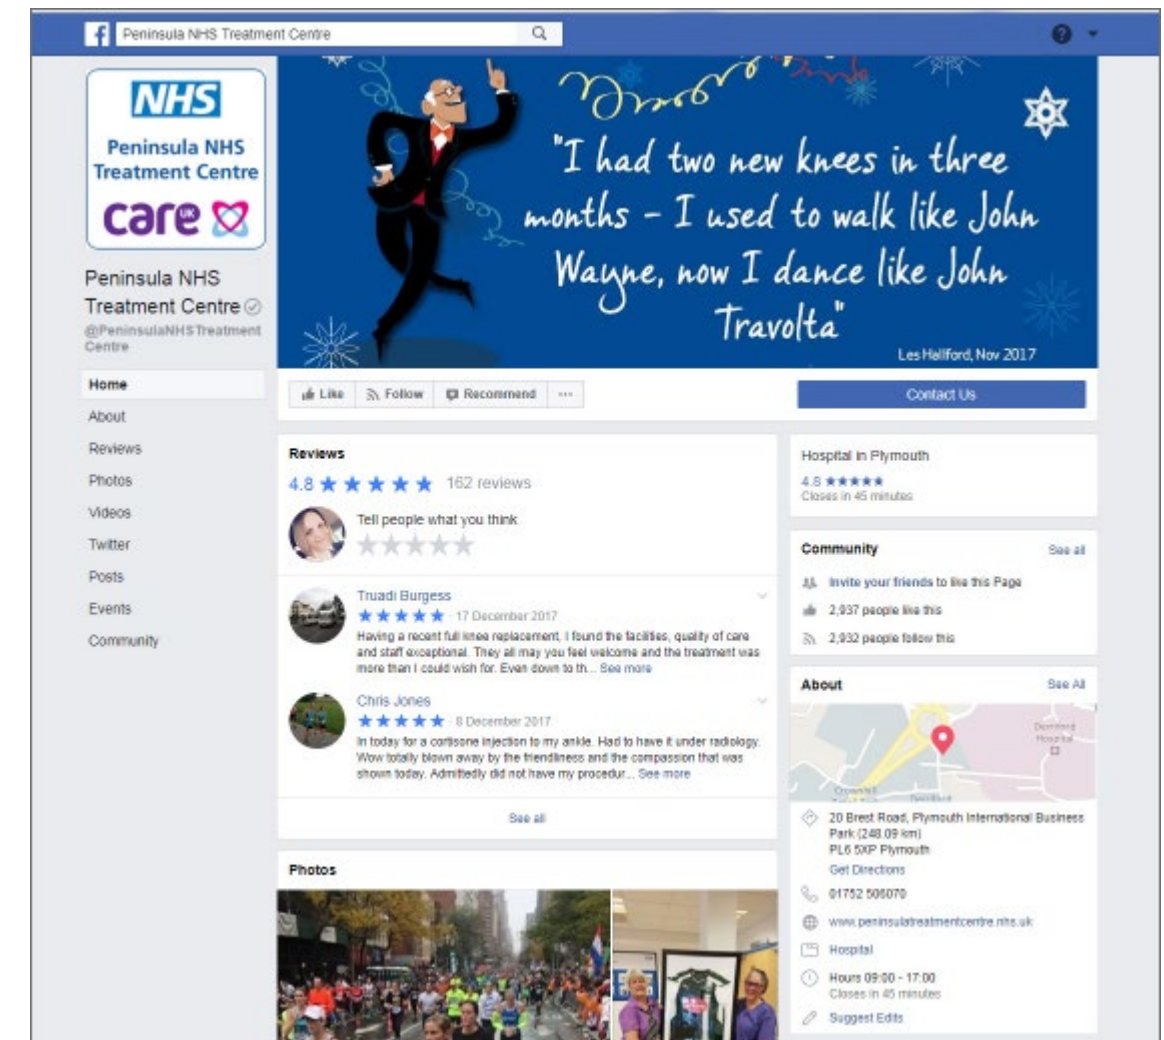 Peninsula NHS Treatment Centre
NHS
Peninsula NHS
Treatment Centre
care UK
Peninsula NHS
Treatment Centre
@PeninsulaNHSTreatment
Centre
Home
About
Reviews
Photos
Videos
Twitter
Posts
Events
Community
"I had two new knees in three
months - I used to walk like John
Wayne, now I dance like John
Travolta"
Les Hallford, Nov 2017
Like
Follow
Recommend
Contact Us
Reviews
4.8 162 reviews
Tell people what you think
Truadi Burgess
17 December 2017
Having a recent full knee replacement, I found the facilities, quality of care
and staff exceptional. They all may you feel welcome and the treatment was
more than I could wish for. Even down to th... See more
Chris Jones
8 December 2017
In today for a cortisone injection to my ankle. Had to have it under radiology.
Wow totally blown away by the friendliness and the compassion that was
shown today. Admittedly did not have my procedur... See more
See all
Photos
Hospital in Plymouth
4.8
Closes in 45 minutes
Community See all
Invite your friends to like this Page
2,937 people like this
2,932 people follow this
About See All
Derriford
Hospital
20 Brest Road, Plymouth International Business
Park (248.09 km)
PL6 5XP Plymouth
Get Directions
01752 506070
www.peninsulatreatmentcentre.nhs.uk
Hospital
Hours 09:00 - 17:00
Closes in 45 minutes
Suggest Edits